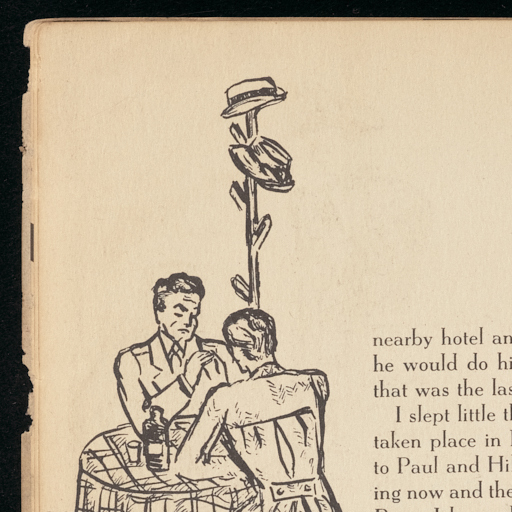 nearby hotel an
he would do hi
that was the las
I slept little t
taken place in
to Paul and Hi
ing now and the